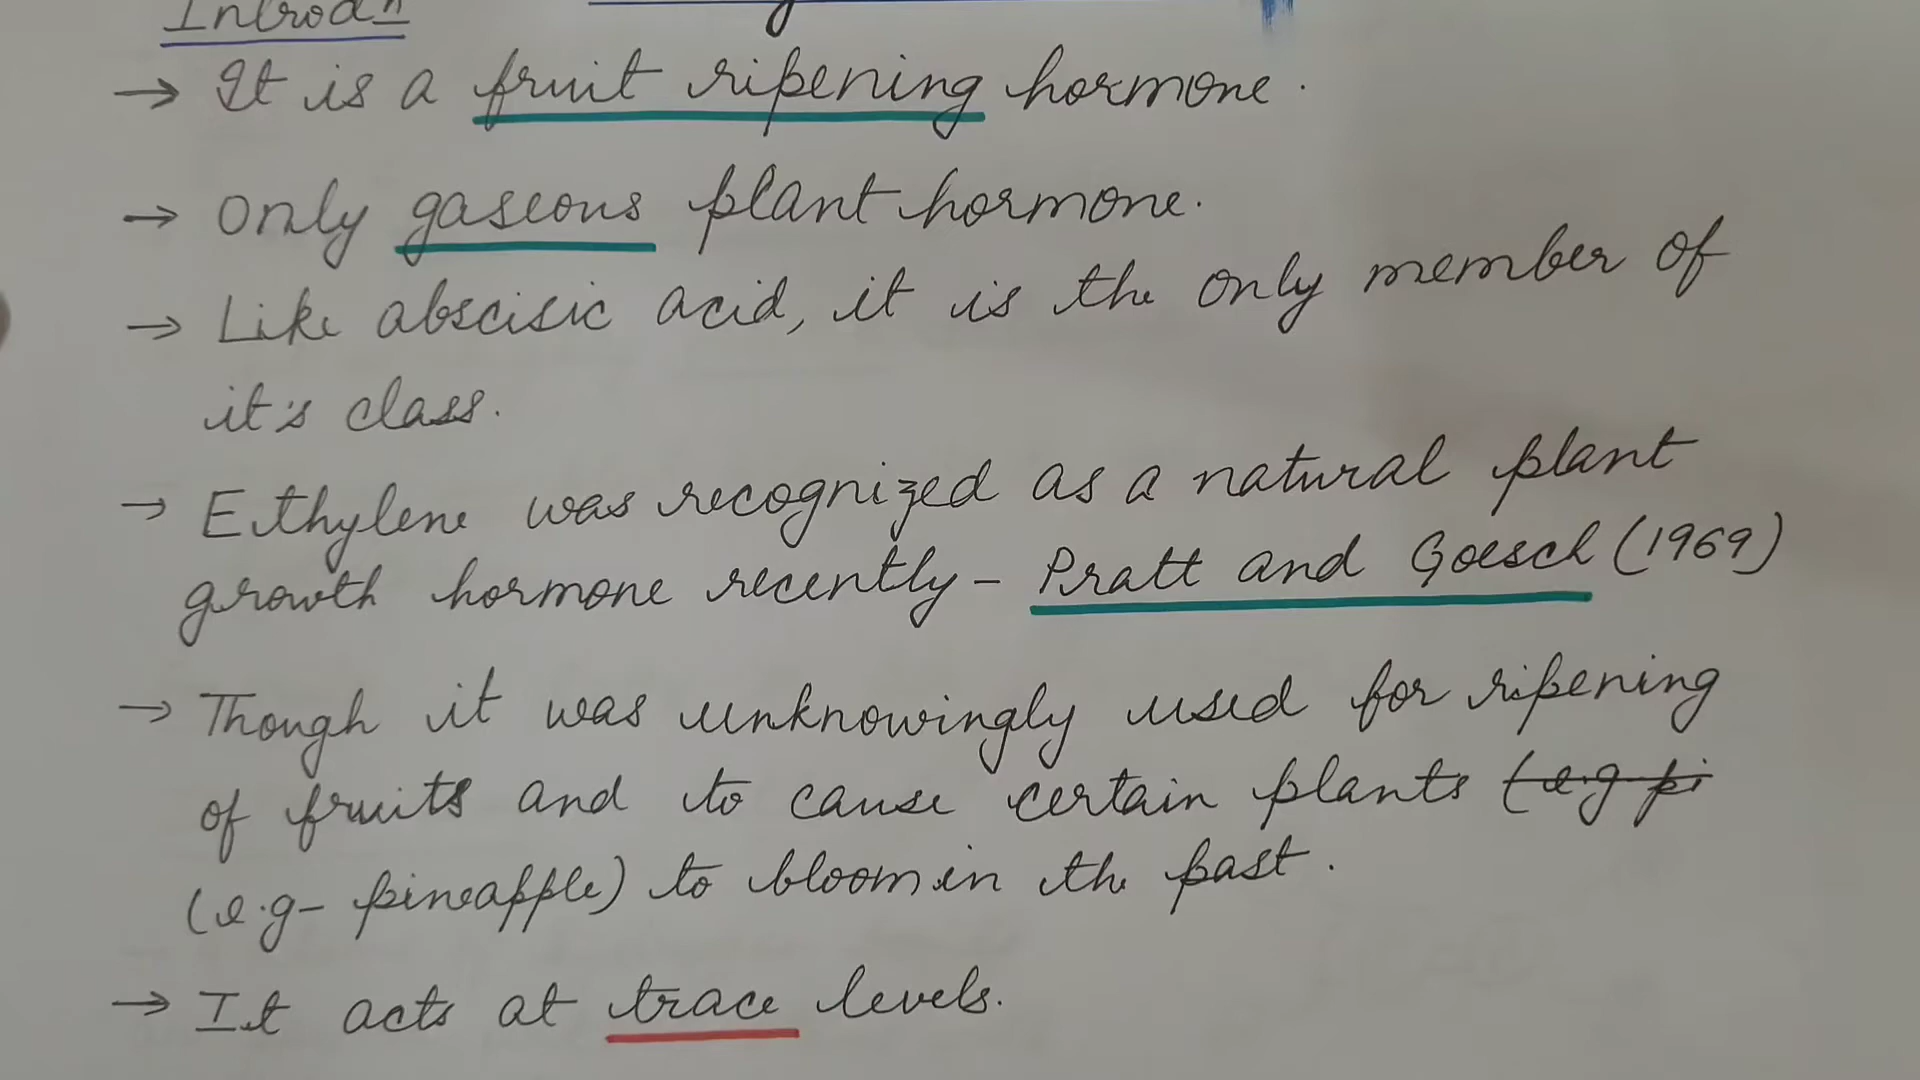 Introdⁿ
→ It is a fruit ripening hormone.
→ Only gaseous plant hormone.
→ Like abscisic acid, it is the only member of
it's class.
→ Ethylene was recognized as a natural plant
growth hormone recently - Pratt and Goesch (1969)
→ Though it was unknowingly used for ripening
of fruits and to cause certain plants (e.g pi
(e.g- pineapple) to bloom in the past.
→ It acts at trace levels.